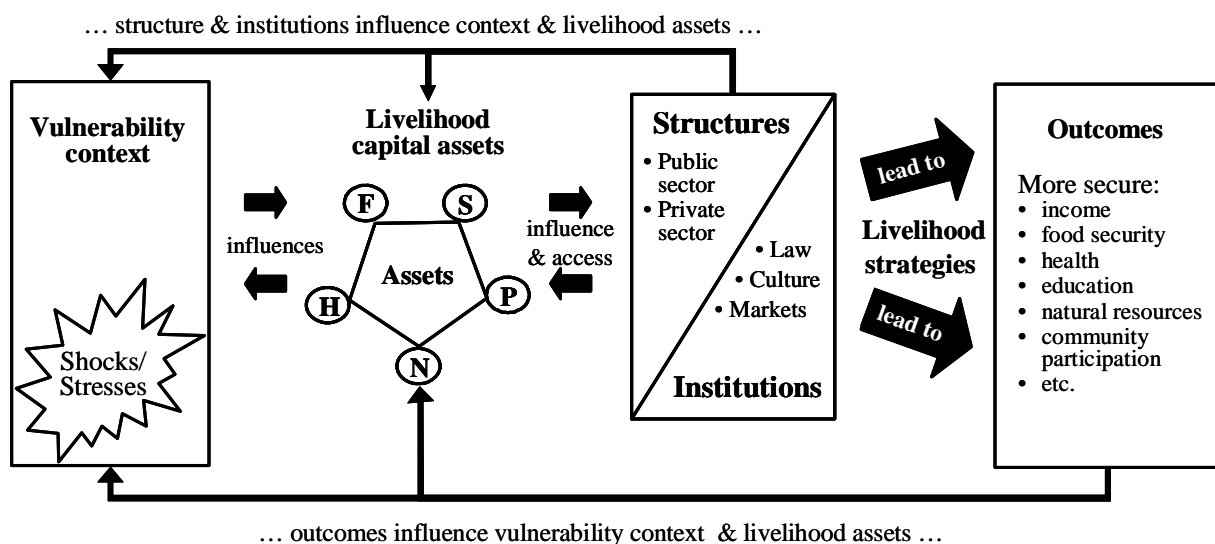 … structure & institutions influence context & livelihood assets …
Vulnerability
context
Shocks/
Stresses
influences
Livelihood
capital assets
F
S
H
Assets
P
N
influence
& access
Structures
• Public
sector
• Private
sector
• Law
• Culture
• Markets
Institutions
lead to
Livelihood
strategies
lead to
Outcomes
More secure:
• income
• food security
• health
• education
• natural resources
• community
participation
• etc.
… outcomes influence vulnerability context & livelihood assets …